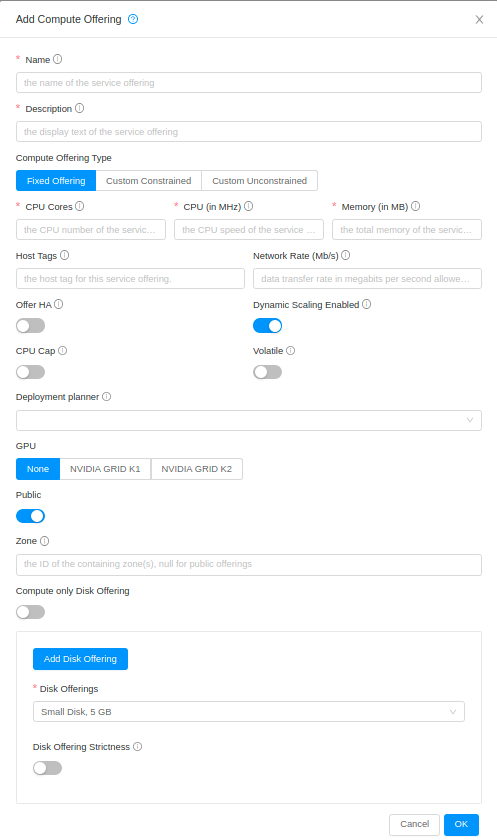 Add Compute Offering
* Name
the name of the service offering
* Description
the display text of the service offering
Compute Offering Type
Fixed Offering Custom Constrained Custom Unconstrained
* CPU Cores * CPU (in MHz) * Memory (in MB)
the CPU number of the servic... the CPU speed of the service ... the total memory of the servic...
Host Tags Network Rate (Mb/s)
the host tag for this service offering. data transfer rate in megabits per second allowe...
Offer HA Dynamic Scaling Enabled
CPU Cap Volatile
Deployment planner
GPU
None NVIDIA GRID K1 NVIDIA GRID K2
Public
Zone
the ID of the containing zone(s), null for public offerings
Compute only Disk Offering
Add Disk Offering
* Disk Offerings
Small Disk, 5 GB
Disk Offering Strictness
Cancel OK